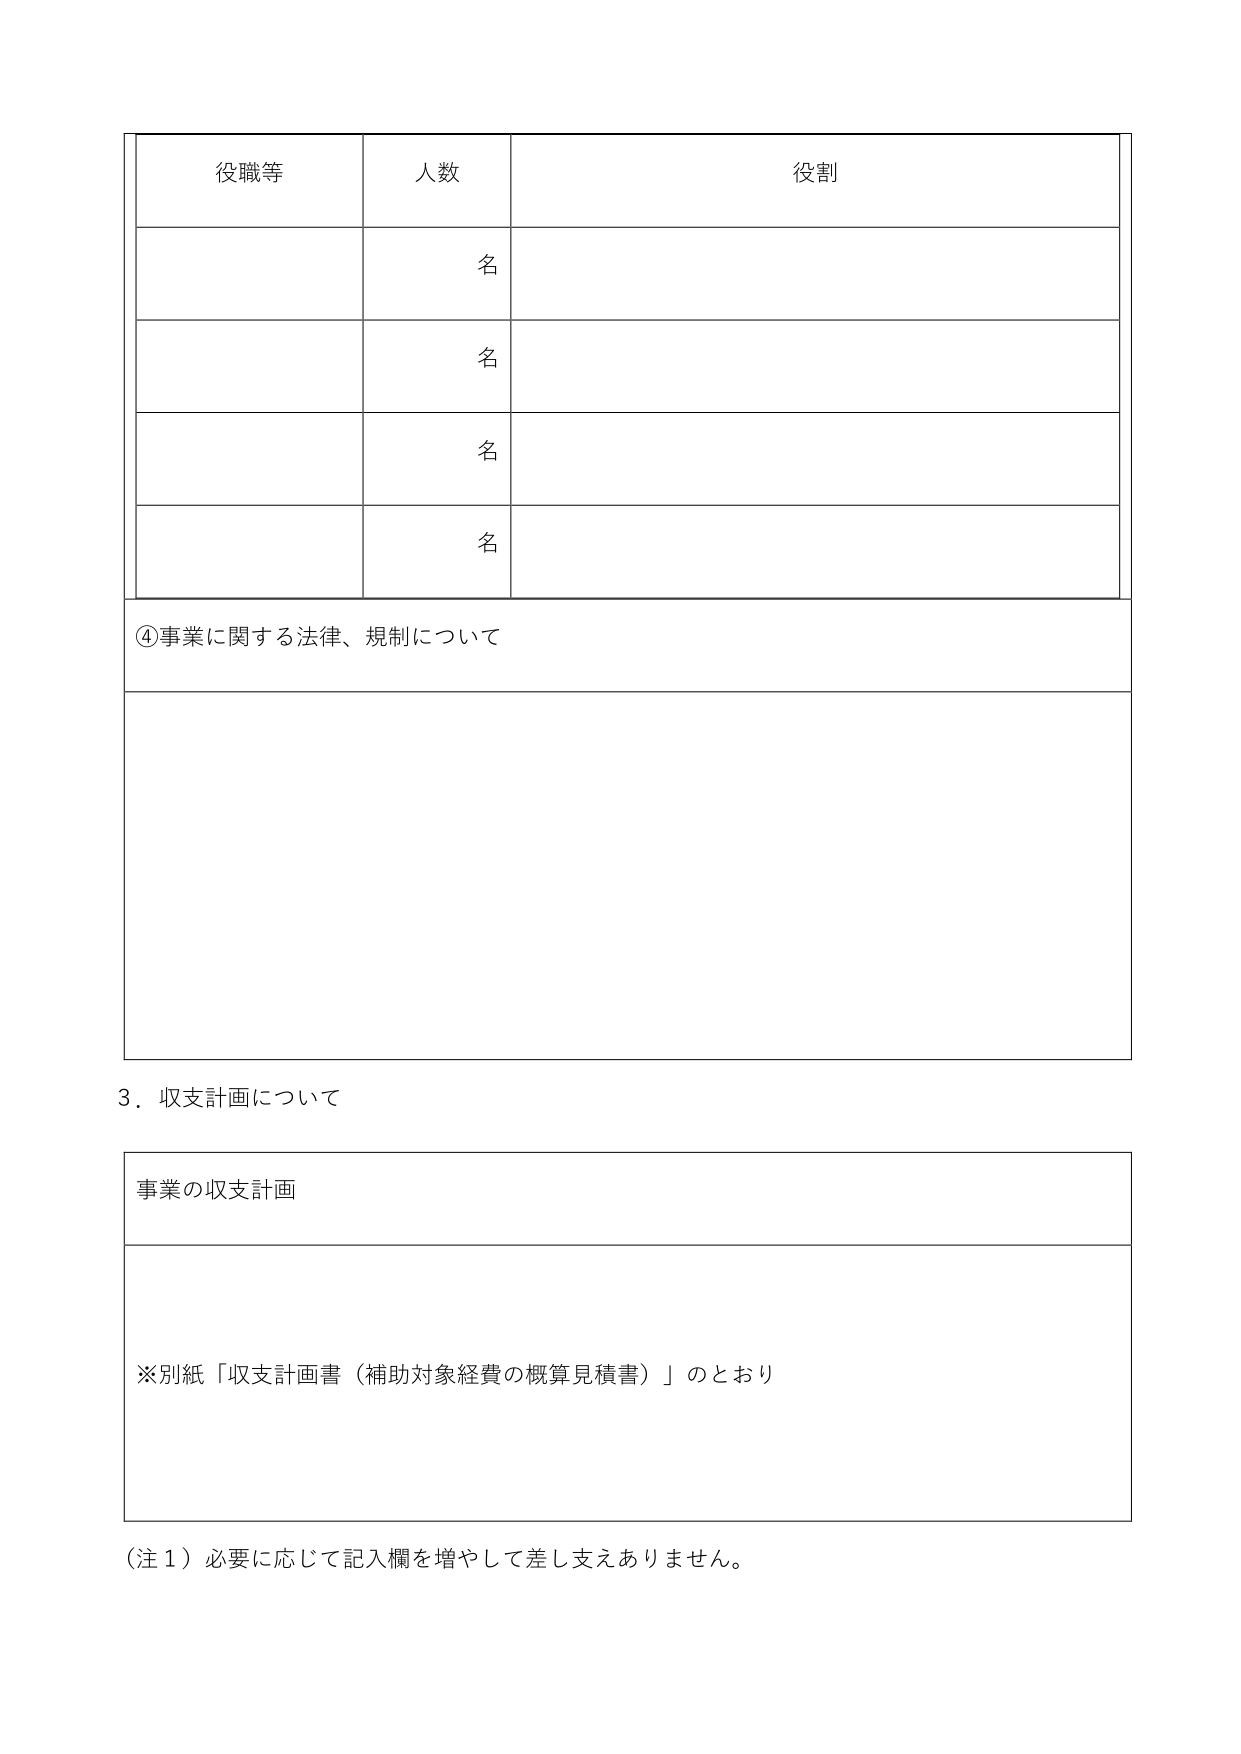 役職等 人数 役割
名
名
名
名
④事業に関する法律、規制について
3．収支計画について
事業の収支計画
※別紙「収支計画書（補助対象経費の概算見積書）」のとおり
（注１）必要に応じて記入欄を増やして差し支えありません。